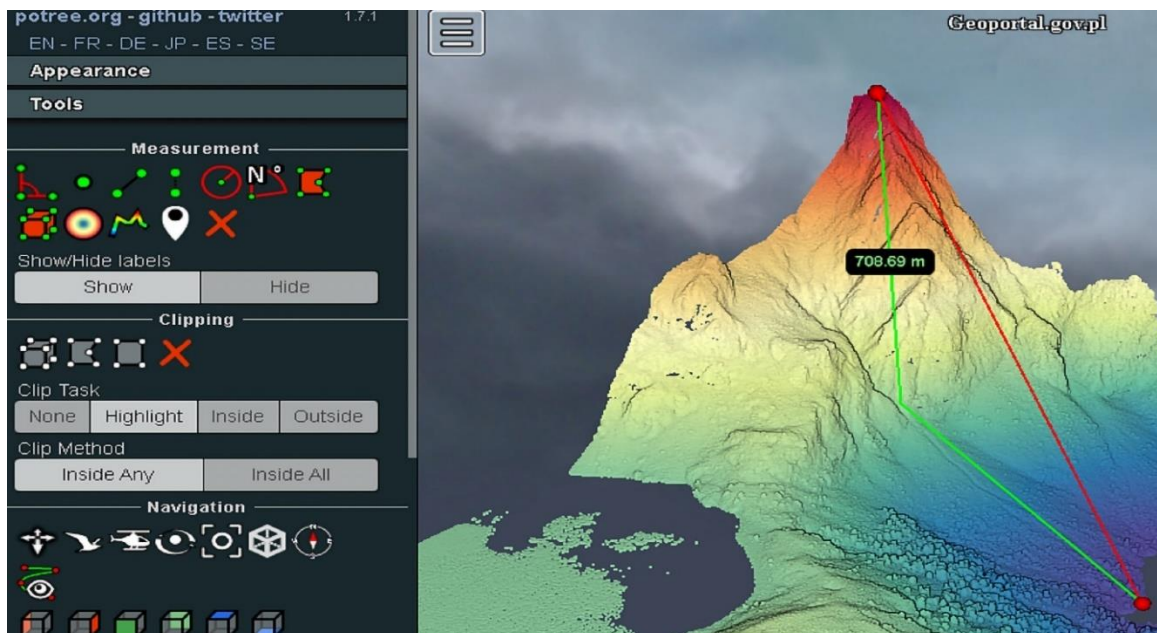 potree.org - github - twitter 1.7.1
EN - FR - DE - JP - ES - SE
Appearance
Tools
Measurement
N °
Show/Hide labels
Show Hide
Clipping
Clip Task
None Highlight Inside Outside
Clip Method
Inside Any Inside All
Navigation
Geoportal.gov.pl
708.69 m